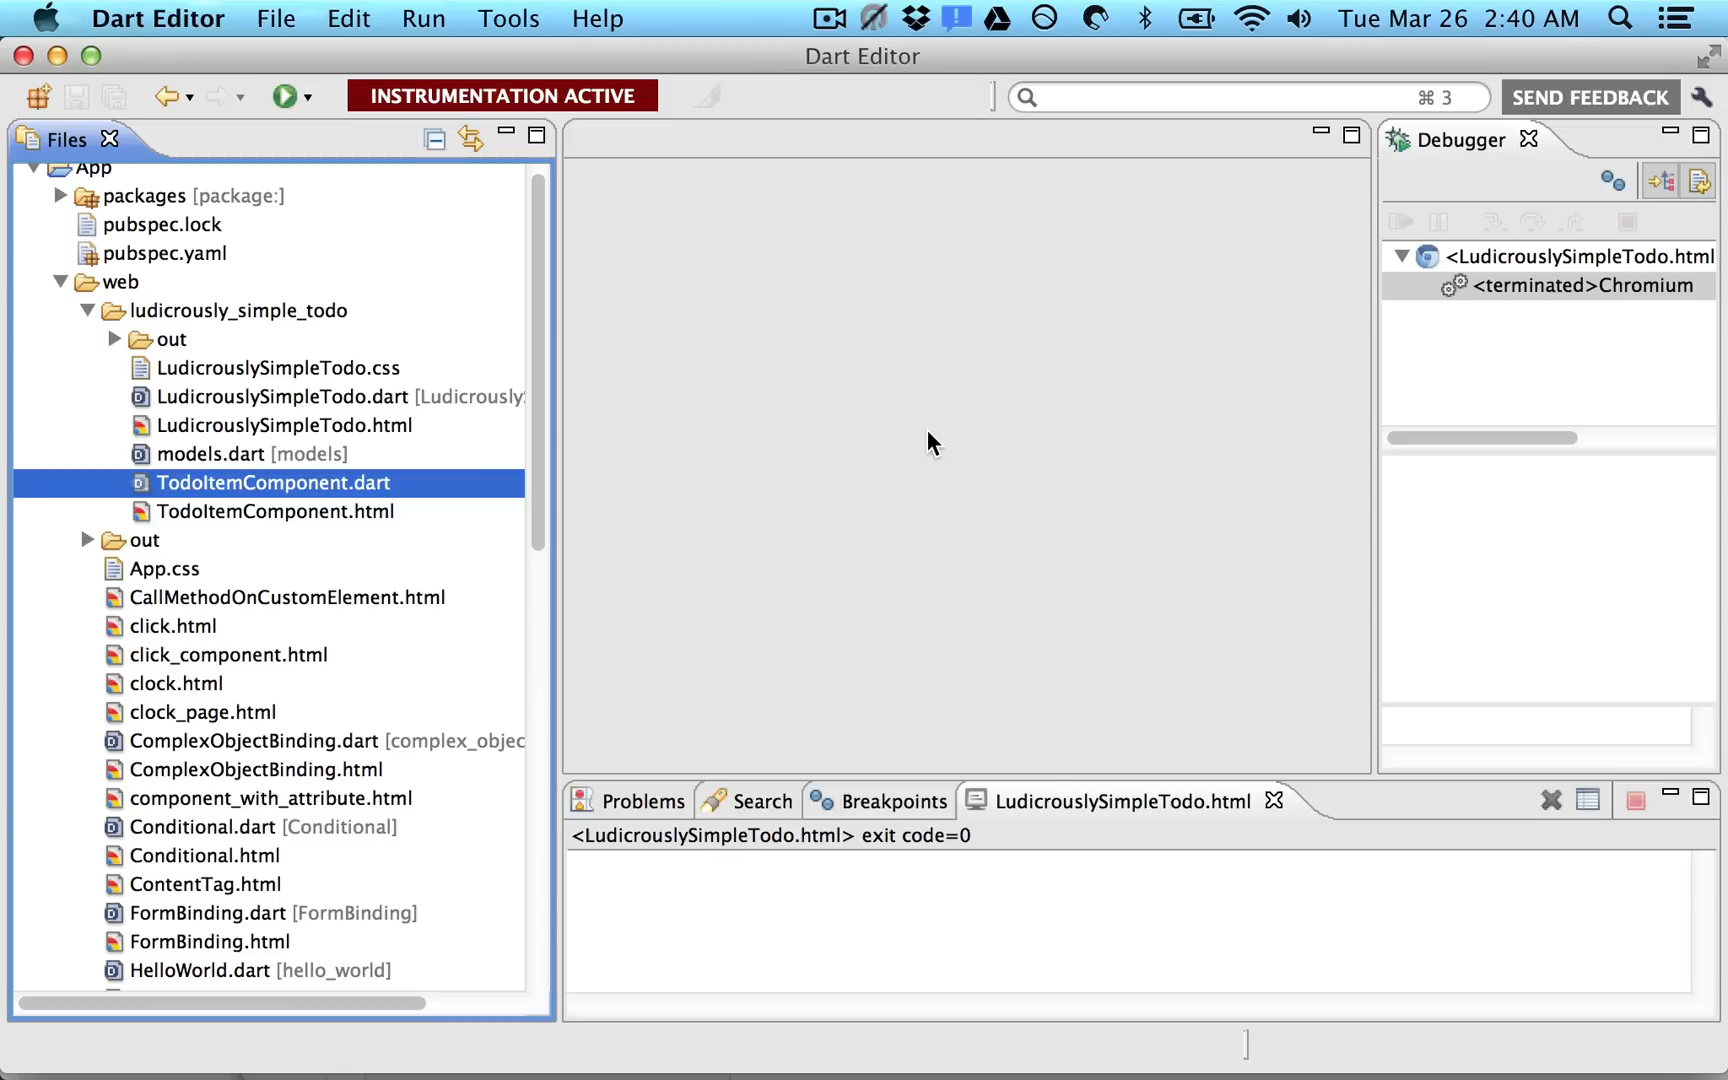 Dart Editor File Edit Run Tools Help Tue Mar 26 2:40 AM
Dart Editor
INSTRUMENTATION ACTIVE ⌘ 3 SEND FEEDBACK
Files
App
packages [package:]
pubspec.lock
pubspec.yaml
web
ludicrously_simple_todo
out
LudicrouslySimpleTodo.css
LudicrouslySimpleTodo.dart [Ludicrously
LudicrouslySimpleTodo.html
models.dart [models]
TodoItemComponent.dart
TodoItemComponent.html
out
App.css
CallMethodOnCustomElement.html
click.html
click_component.html
clock.html
clock_page.html
ComplexObjectBinding.dart [complex_objec
ComplexObjectBinding.html
component_with_attribute.html
Conditional.dart [Conditional]
Conditional.html
ContentTag.html
FormBinding.dart [FormBinding]
FormBinding.html
HelloWorld.dart [hello_world]
Debugger
<LudicrouslySimpleTodo.html
<terminated>Chromium
Problems Search Breakpoints LudicrouslySimpleTodo.html
<LudicrouslySimpleTodo.html> exit code=0